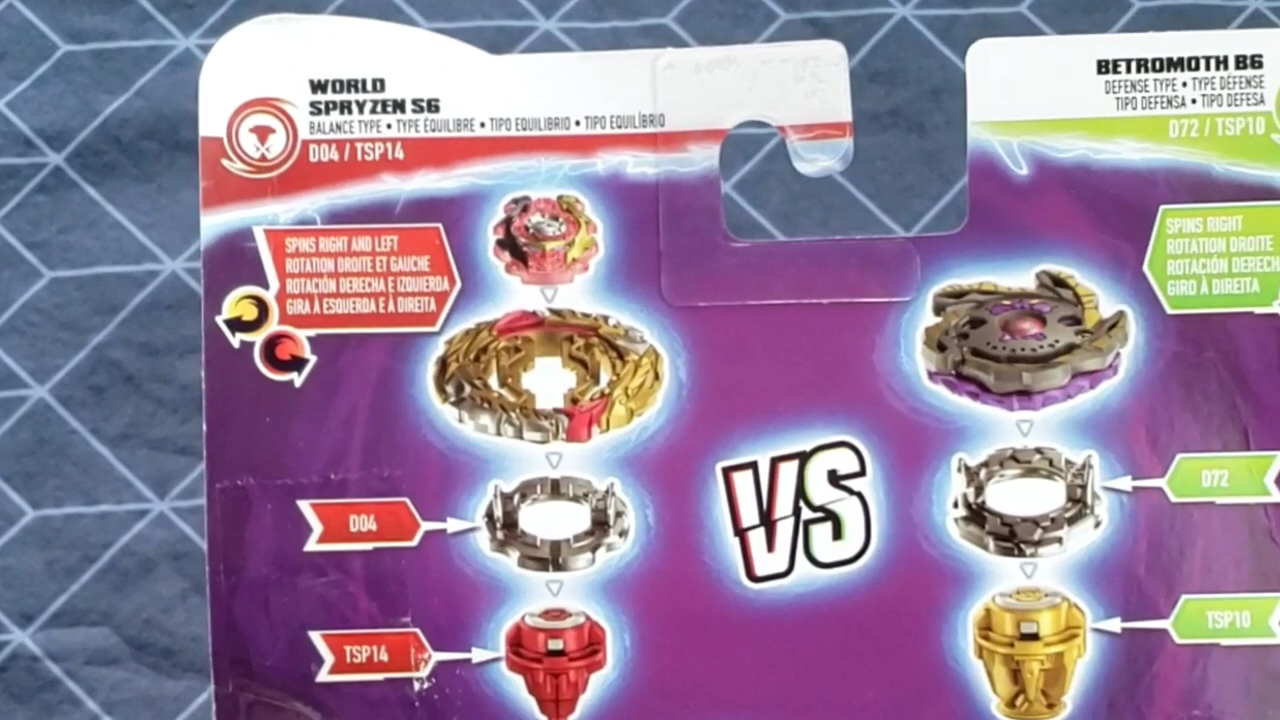 WORLD
SPRYZEN S6
BALANCE TYPE • TYPE ÉQUILIBRE • TIPO EQUILIBRIO • TIPO EQUILÍBRIO
D04 / TSP14
SPINS RIGHT AND LEFT
ROTATION DROITE ET GAUCHE
ROTACIÓN DERECHA E IZQUIERDA
GIRA À ESQUERDA E À DIREITA
D04
TSP14
VS
BETROMOTH B6
DEFENSE TYPE • TYPE DÉFENSE
TIPO DEFENSA • TIPO DEFESA
D72 / TSP10
SPINS RIGHT
ROTATION DROITE
ROTACIÓN DERECH
GIRO À DIREITA
D72
TSP10